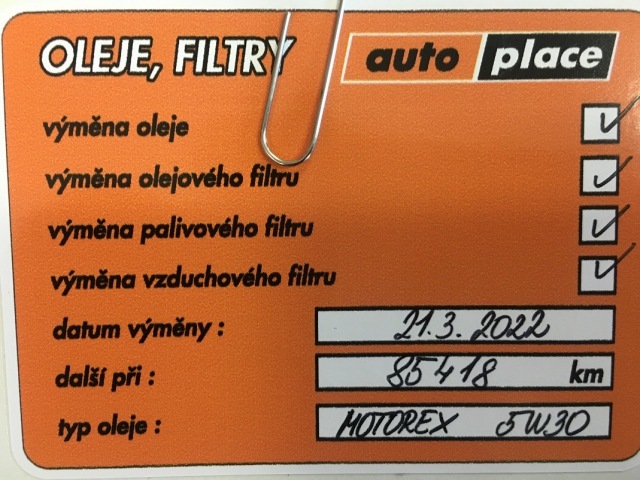 OLEJE, FILTRY auto place
výměna oleje
výměna olejového filtru
výměna palivového filtru
výměna vzduchového filtru
datum výměny : 21.3.2022
další při : 85418 km
typ oleje : MOTOREX 5W30